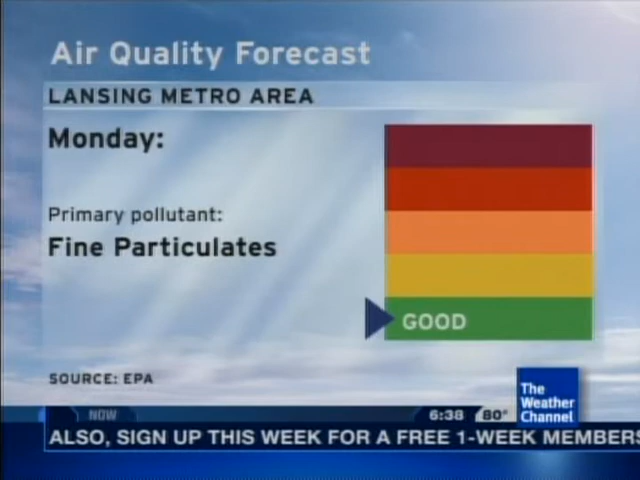 Air Quality Forecast
LANSING METRO AREA
Monday:
Primary pollutant:
Fine Particulates
GOOD
SOURCE: EPA
NOW
6:38 80°
The
Weather
Channel
ALSO, SIGN UP THIS WEEK FOR A FREE 1-WEEK MEMBERS